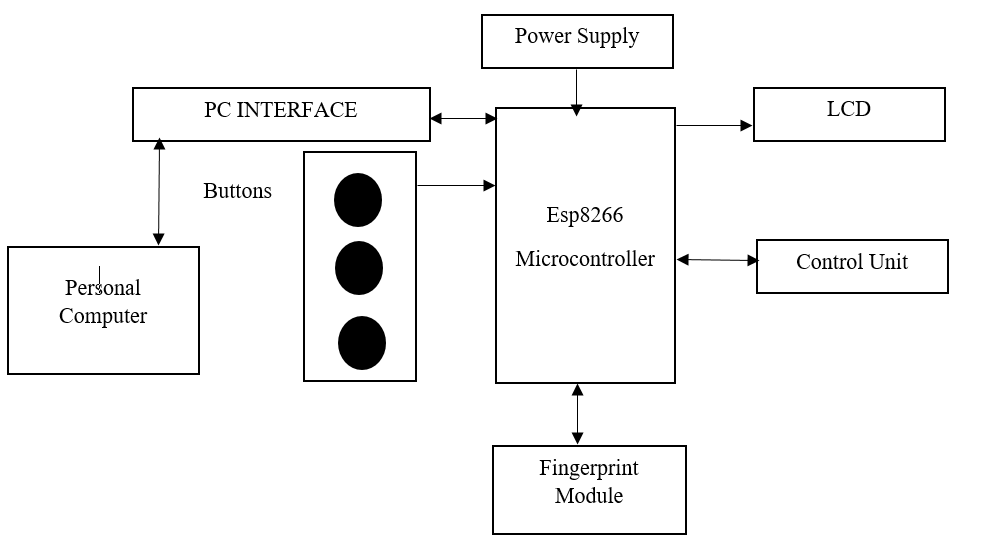 Power Supply
PC INTERFACE
LCD
Buttons
Esp8266
Microcontroller
Control Unit
Personal
Computer
Fingerprint
Module